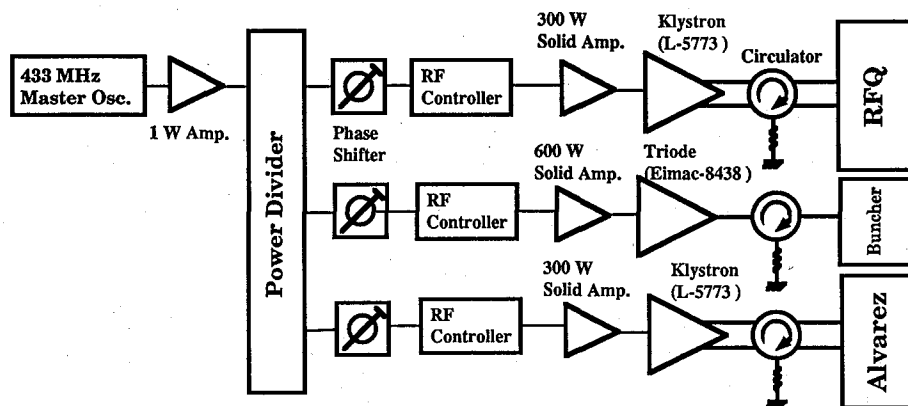 433 MHz
Master Osc.
1 W Amp.
Power Divider
Phase
Shifter
RF
Controller
300 W
Solid Amp.
Klystron
(L-5773 )
Circulator
RFQ
RF
Controller
600 W
Solid Amp.
Triode
(Eimac-8438 )
Buncher
RF
Controller
300 W
Solid Amp.
Klystron
(L-5773 )
Alvarez